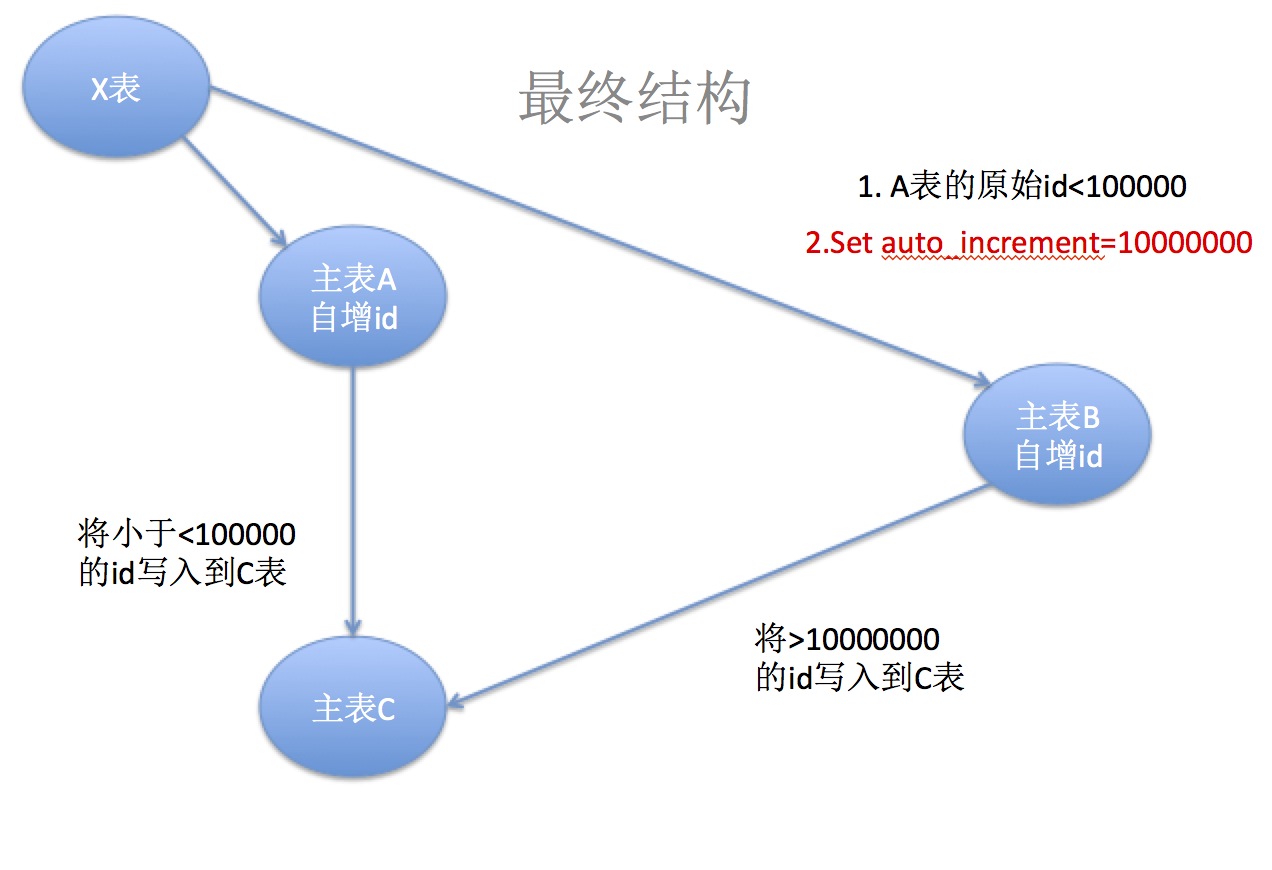 X表
最终结构
1. A表的原始id<100000
2.Set auto_increment=10000000
主表A
自增id
主表B
自增id
将小于<100000
的id写入到C表
将>10000000
的id写入到C表
主表C